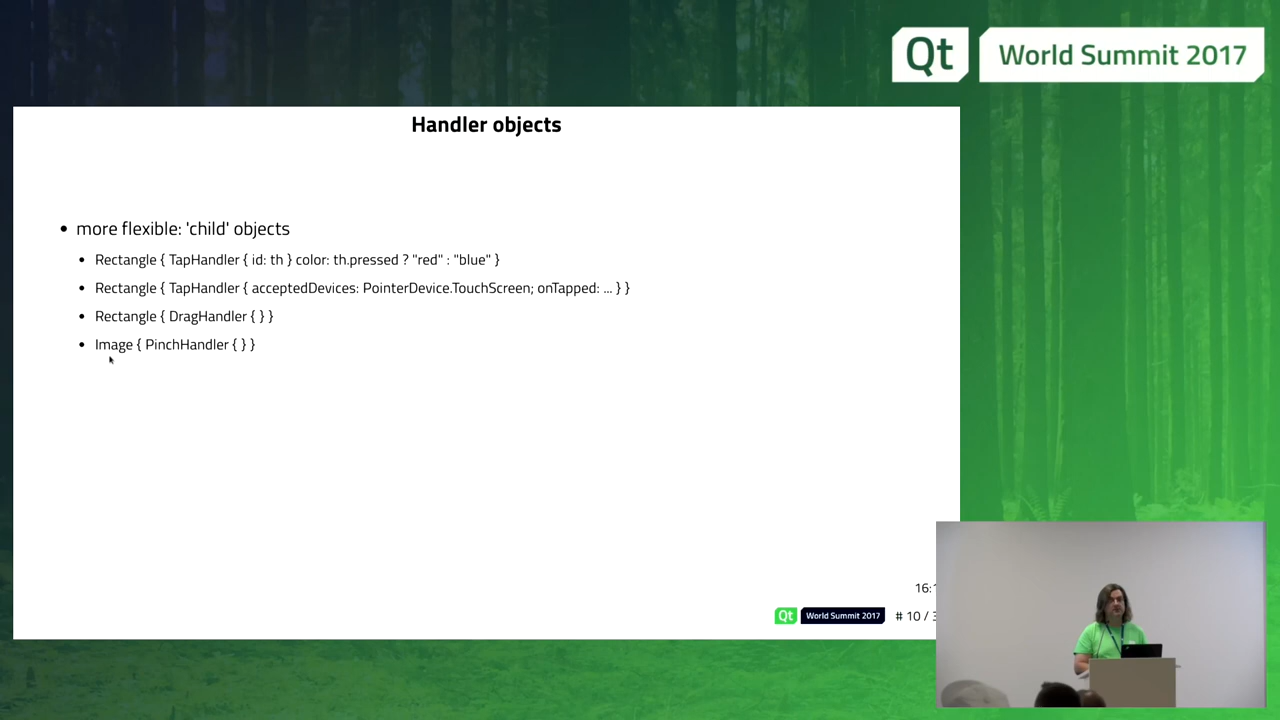 Qt World Summit 2017
Handler objects
• more flexible: 'child' objects
• Rectangle { TapHandler { id: th } color: th.pressed ? "red" : "blue" }
• Rectangle { TapHandler { acceptedDevices: PointerDevice.TouchScreen; onTapped: ... } }
• Rectangle { DragHandler { } }
• Image { PinchHandler { } }
16:
Qt World Summit 2017 # 10 /